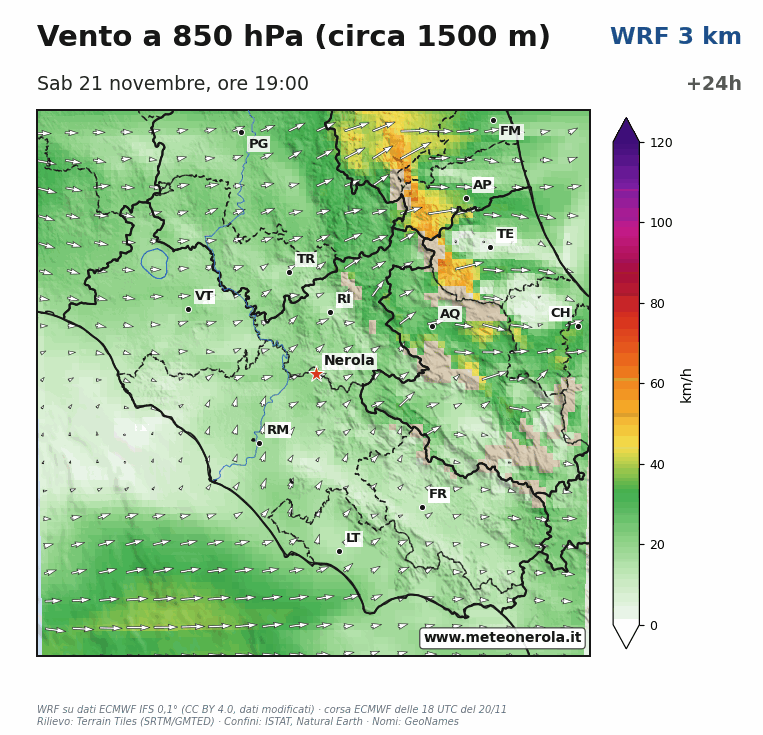 Vento a 850 hPa (circa 1500 m)
WRF 3 km
Sab 21 novembre, ore 19:00
+24h
PG
FM
AP
TE
TR
VT
RI
AQ
CH
Nerola
RM
FR
LT
www.meteonerola.it
120
100
80
60
40
20
0
km/h
WRF su dati ECMWF IFS 0,1° (CC BY 4.0, dati modificati) · corsa ECMWF delle 18 UTC del 20/11
Rilievo: Terrain Tiles (SRTM/GMTED) · Confini: ISTAT, Natural Earth · Nomi: GeoNames